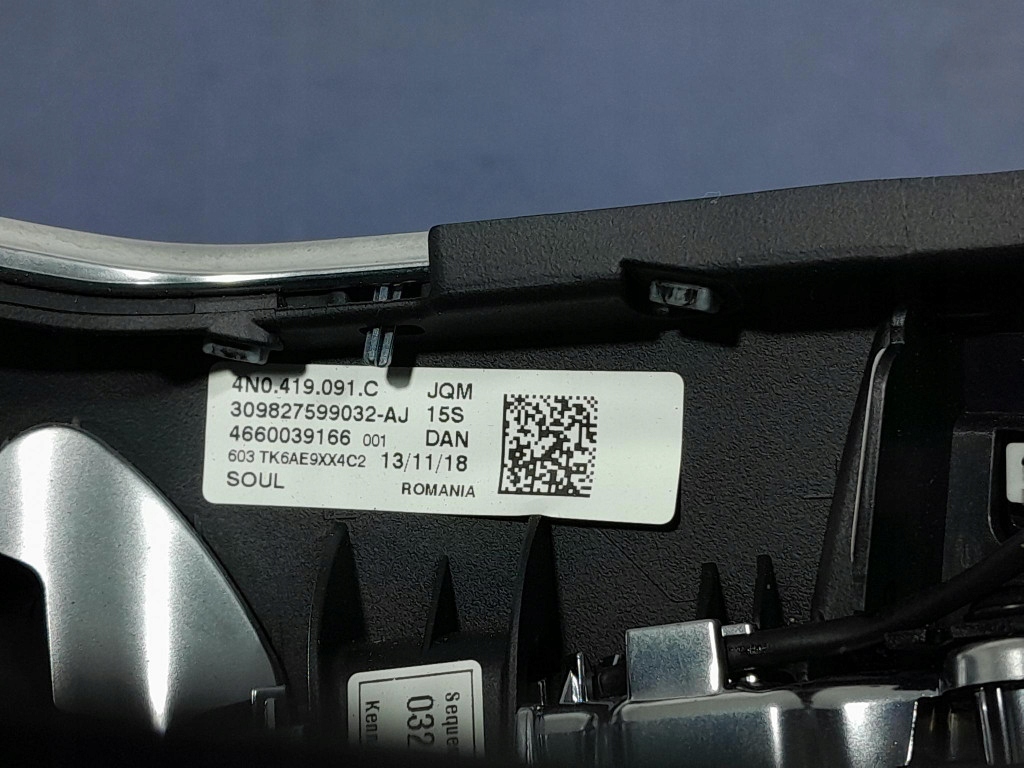 4N0.419.091.C JQM
309827599032-AJ 15S
4660039166 001 DAN
603 TK6AE9XX4C2 13/11/18
SOUL ROMANIA
Seque
032
Kenn